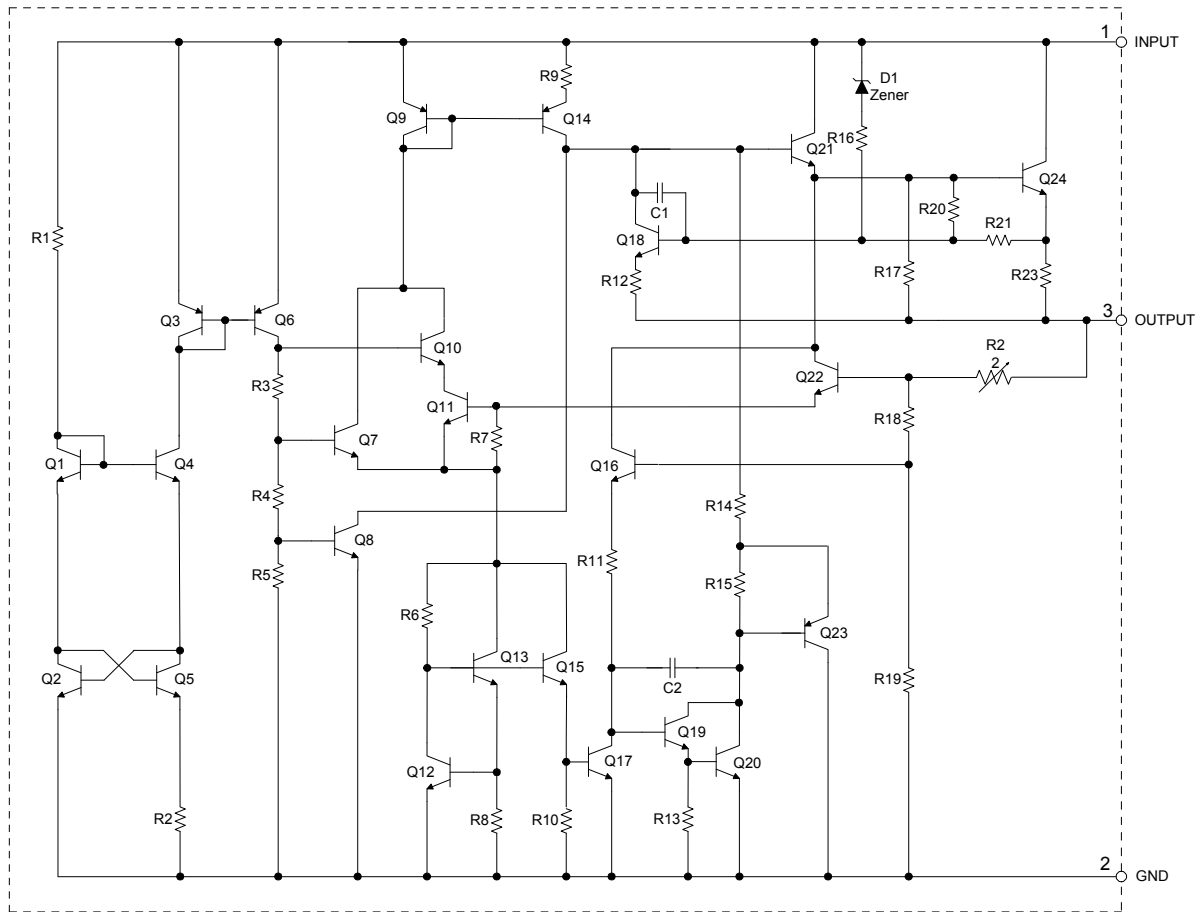 1
INPUT
R9
D1
Zener
Q9
Q14
Q21
R16
Q24
C1
R20
R21
R1
Q18
R12
R17
R23
Q3
Q6
3
OUTPUT
Q10
R2
2
R3
Q22
Q11
R7
R18
Q7
Q1
Q4
Q16
R4
R14
Q8
R11
R5
R15
R6
Q23
Q13
Q15
Q2
Q5
C2
R19
Q19
Q17
Q20
Q12
R2
R8
R10
R13
2
GND